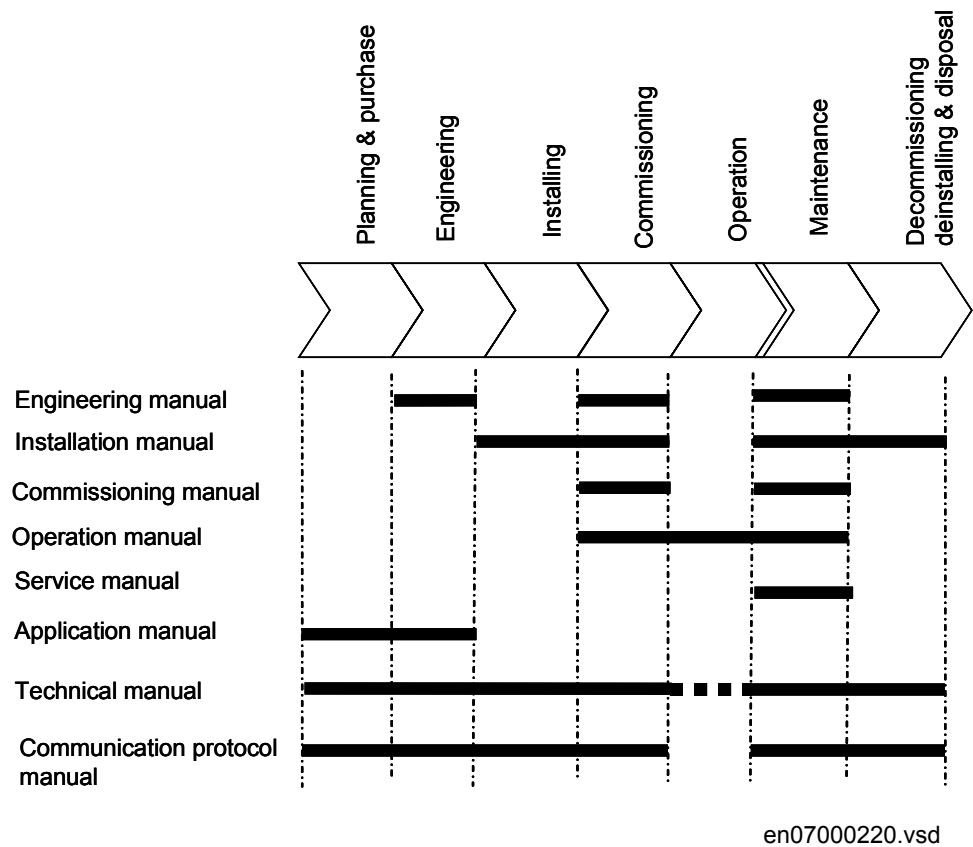 Planning & purchase
Engineering
Installing
Commissioning
Operation
Maintenance
Decommissioning
deinstalling & disposal
Engineering manual
Installation manual
Commissioning manual
Operation manual
Service manual
Application manual
Technical manual
Communication protocol
manual
en07000220.vsd